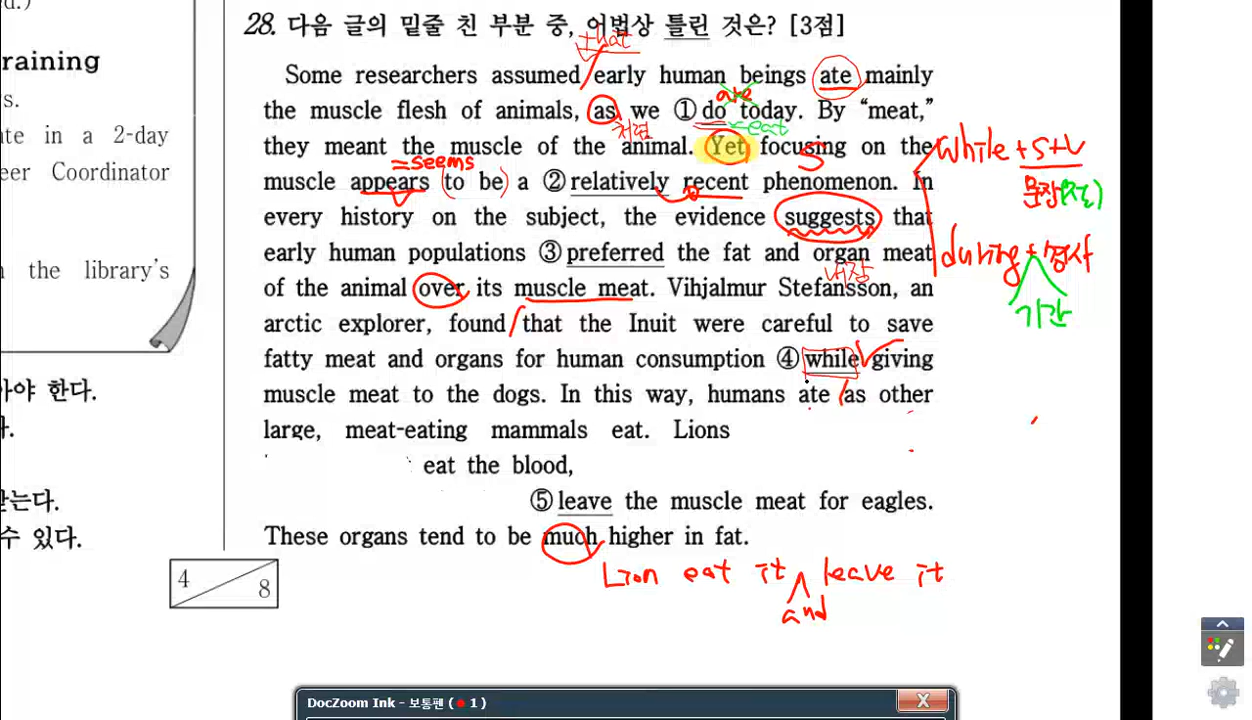 ed.)
raining
s.
ate in a 2-day
eer Coordinator
n the library's
아야 한다.
다.
받는다.
수 있다.
4
8
28. 다음 글의 밑줄 친 부분 중, 어법상 틀린 것은? [3점]
that
Some researchers assumed early human beings ate mainly
are
the muscle flesh of animals, as we ① do today. By “meat,”
처럼
=eat
they meant the muscle of the animal. Yet focusing on the
=seems
S
muscle appears (to be) a ② relatively recent phenomenon. In
every history on the subject, the evidence suggests that
early human populations ③ preferred the fat and organ meat
내장
of the animal over its muscle meat. Vihjalmur Stefansson, an
arctic explorer, found that the Inuit were careful to save
fatty meat and organs for human consumption ④ while giving
muscle meat to the dogs. In this way, humans ate as other
large, meat-eating mammals eat. Lions
eat the blood,
⑤ leave the muscle meat for eagles.
These organs tend to be much higher in fat.
Lion eat it leave it
and
while + S + V
문장(절)
during + 명사
기간
DocZoom Ink - 보통펜 ( 1 )